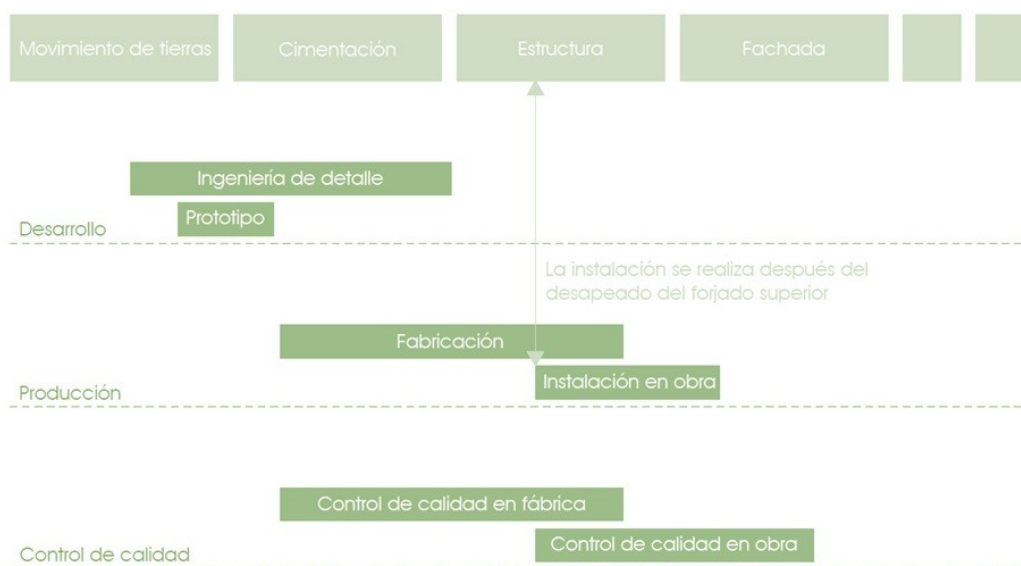 Movimiento de tierras
Cimentación
Estructura
Fachada
Ingeniería de detalle
Prototipo
Desarrollo
La instalación se realiza después del
desapeado del forjado superior
Fabricación
Instalación en obra
Producción
Control de calidad en fábrica
Control de calidad en obra
Control de calidad